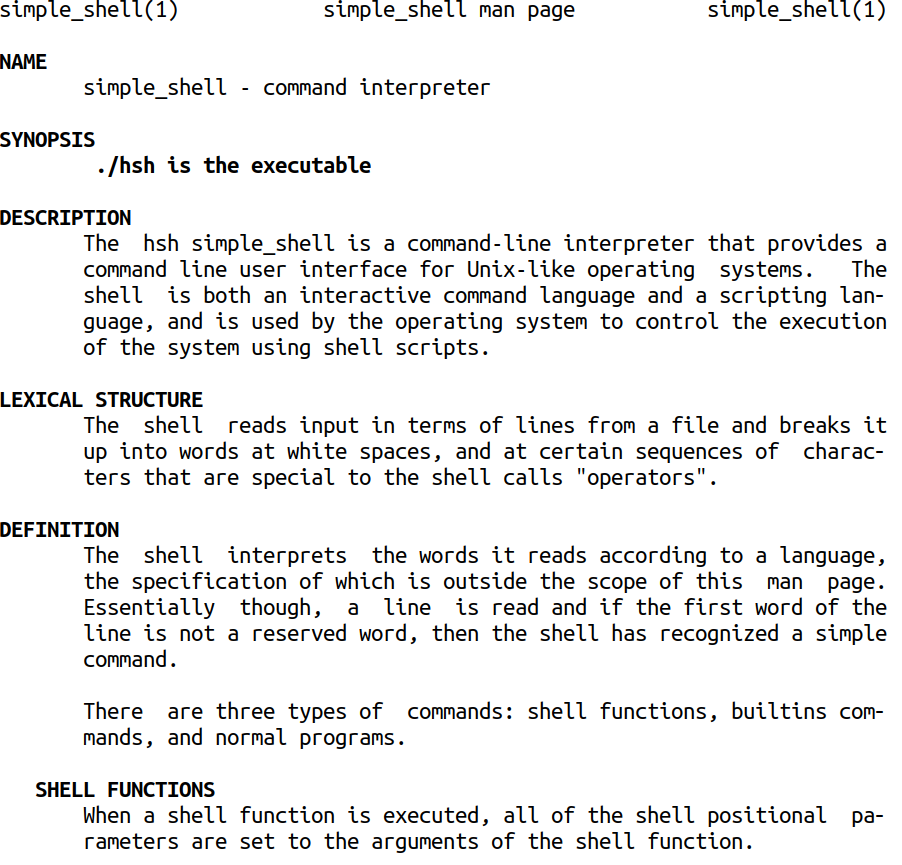 simple_shell(1) simple_shell man page simple_shell(1)
NAME
simple_shell - command interpreter
SYNOPSIS
./hsh is the executable
DESCRIPTION
The hsh simple_shell is a command-line interpreter that provides a
command line user interface for Unix-like operating systems. The
shell is both an interactive command language and a scripting lan-
guage, and is used by the operating system to control the execution
of the system using shell scripts.
LEXICAL STRUCTURE
The shell reads input in terms of lines from a file and breaks it
up into words at white spaces, and at certain sequences of charac-
ters that are special to the shell calls "operators".
DEFINITION
The shell interprets the words it reads according to a language,
the specification of which is outside the scope of this man page.
Essentially though, a line is read and if the first word of the
line is not a reserved word, then the shell has recognized a simple
command.
There are three types of commands: shell functions, builtins com-
mands, and normal programs.
SHELL FUNCTIONS
When a shell function is executed, all of the shell positional pa-
rameters are set to the arguments of the shell function.